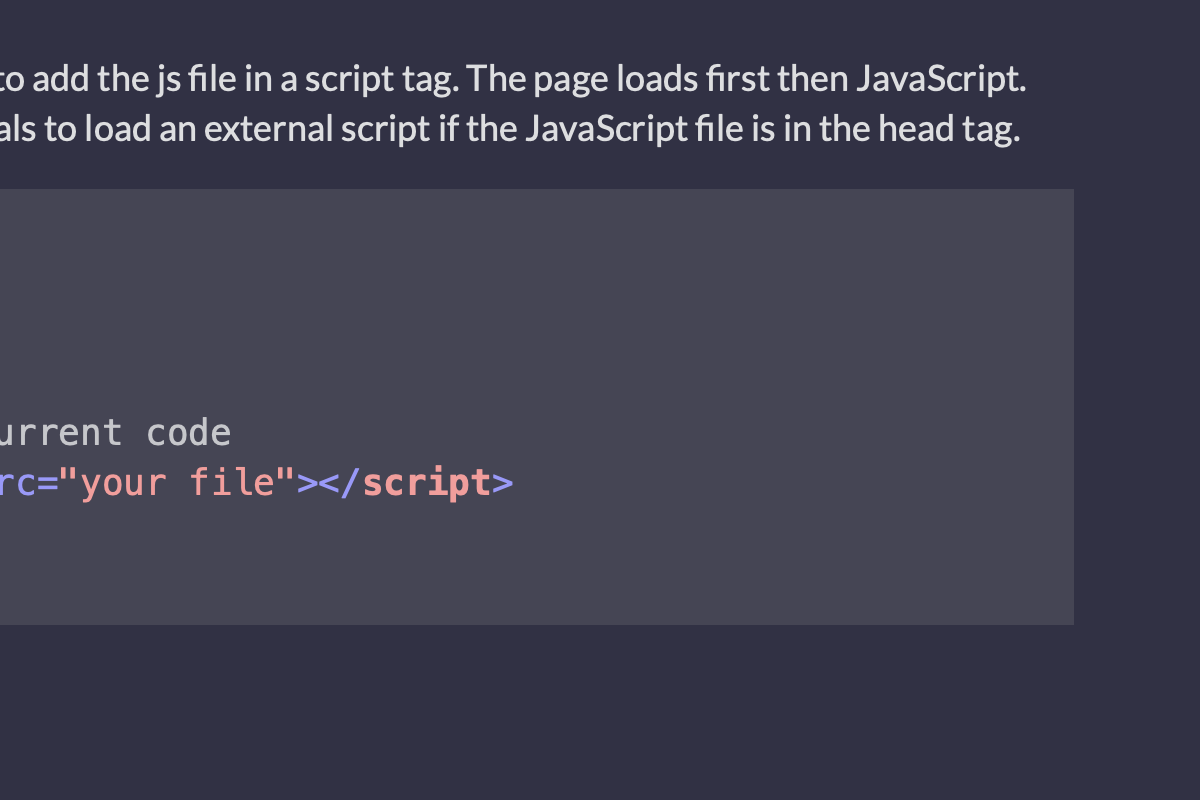 to add the js file in a script tag. The page loads first then JavaScript.
als to load an external script if the JavaScript file is in the head tag.
urrent code
rc="your file"></script>